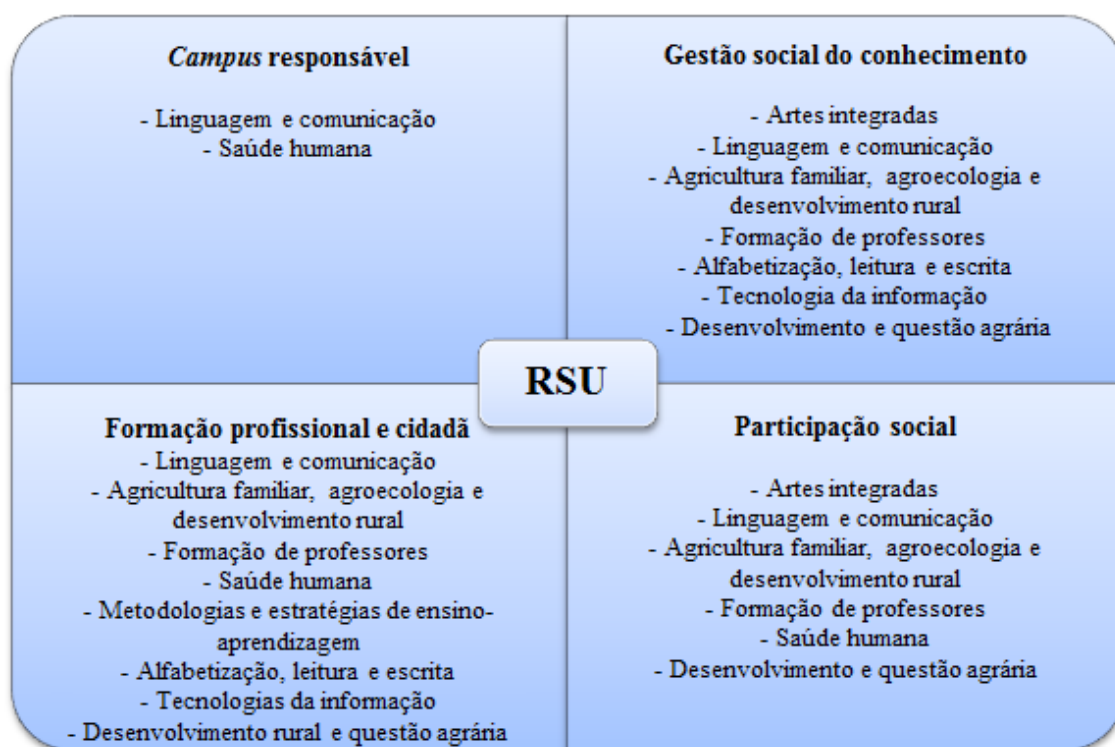 Campus responsável
- Linguagem e comunicação
- Saúde humana
Gestão social do conhecimento
- Artes integradas
- Linguagem e comunicação
- Agricultura familiar, agroecologia e
desenvolvimento rural
- Formação de professores
- Alfabetização, leitura e escrita
- Tecnologia da informação
- Desenvolvimento e questão agrária
RSU
Formação profissional e cidadã
- Linguagem e comunicação
- Agricultura familiar, agroecologia e
desenvolvimento rural
- Formação de professores
- Saúde humana
- Metodologias e estratégias de ensino-
aprendizagem
- Alfabetização, leitura e escrita
- Tecnologias da informação
- Desenvolvimento rural e questão agrária
Participação social
- Artes integradas
- Linguagem e comunicação
- Agricultura familiar, agroecologia e
desenvolvimento rural
- Formação de professores
- Saúde humana
- Desenvolvimento e questão agrária